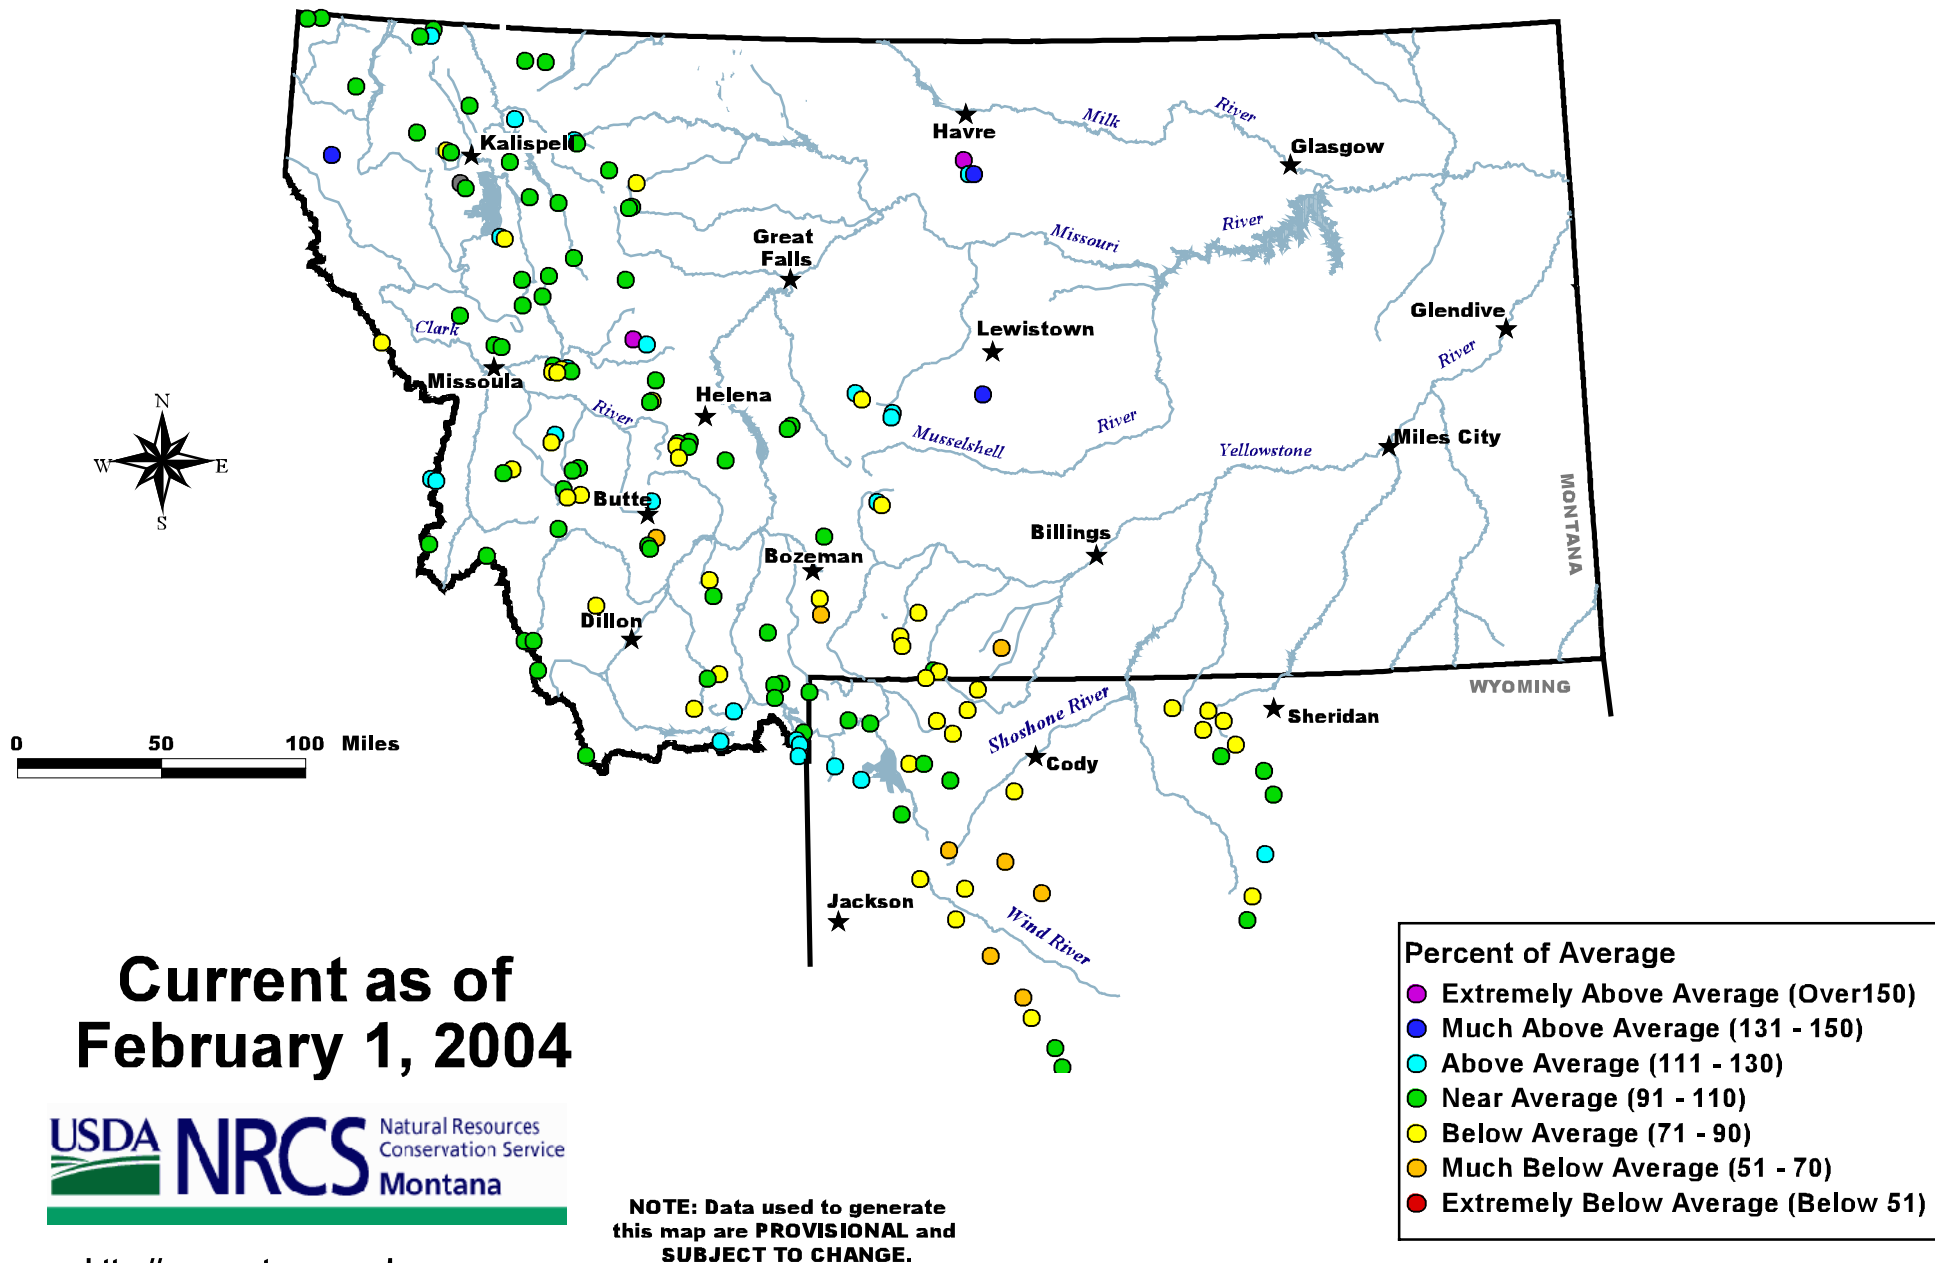 Havre
Milk
River
Glasgow
Kalispell
Great
Falls
Missouri
River
Glendive
River
Clark
Lewistown
Missoula
River
Helena
Musselshell
River
Yellowstone
Miles City
N
W
E
S
Butte
MONTANA
Billings
Bozeman
Dillon
WYOMING
Shoshone River
Sheridan
0 50 100 Miles
Cody
Jackson
Wind River
Current as of
February 1, 2004
USDA NRCS
Natural Resources
Conservation Service
Montana
NOTE: Data used to generate
this map are PROVISIONAL and
SUBJECT TO CHANGE.
Percent of Average
Extremely Above Average (Over150)
Much Above Average (131 - 150)
Above Average (111 - 130)
Near Average (91 - 110)
Below Average (71 - 90)
Much Below Average (51 - 70)
Extremely Below Average (Below 51)